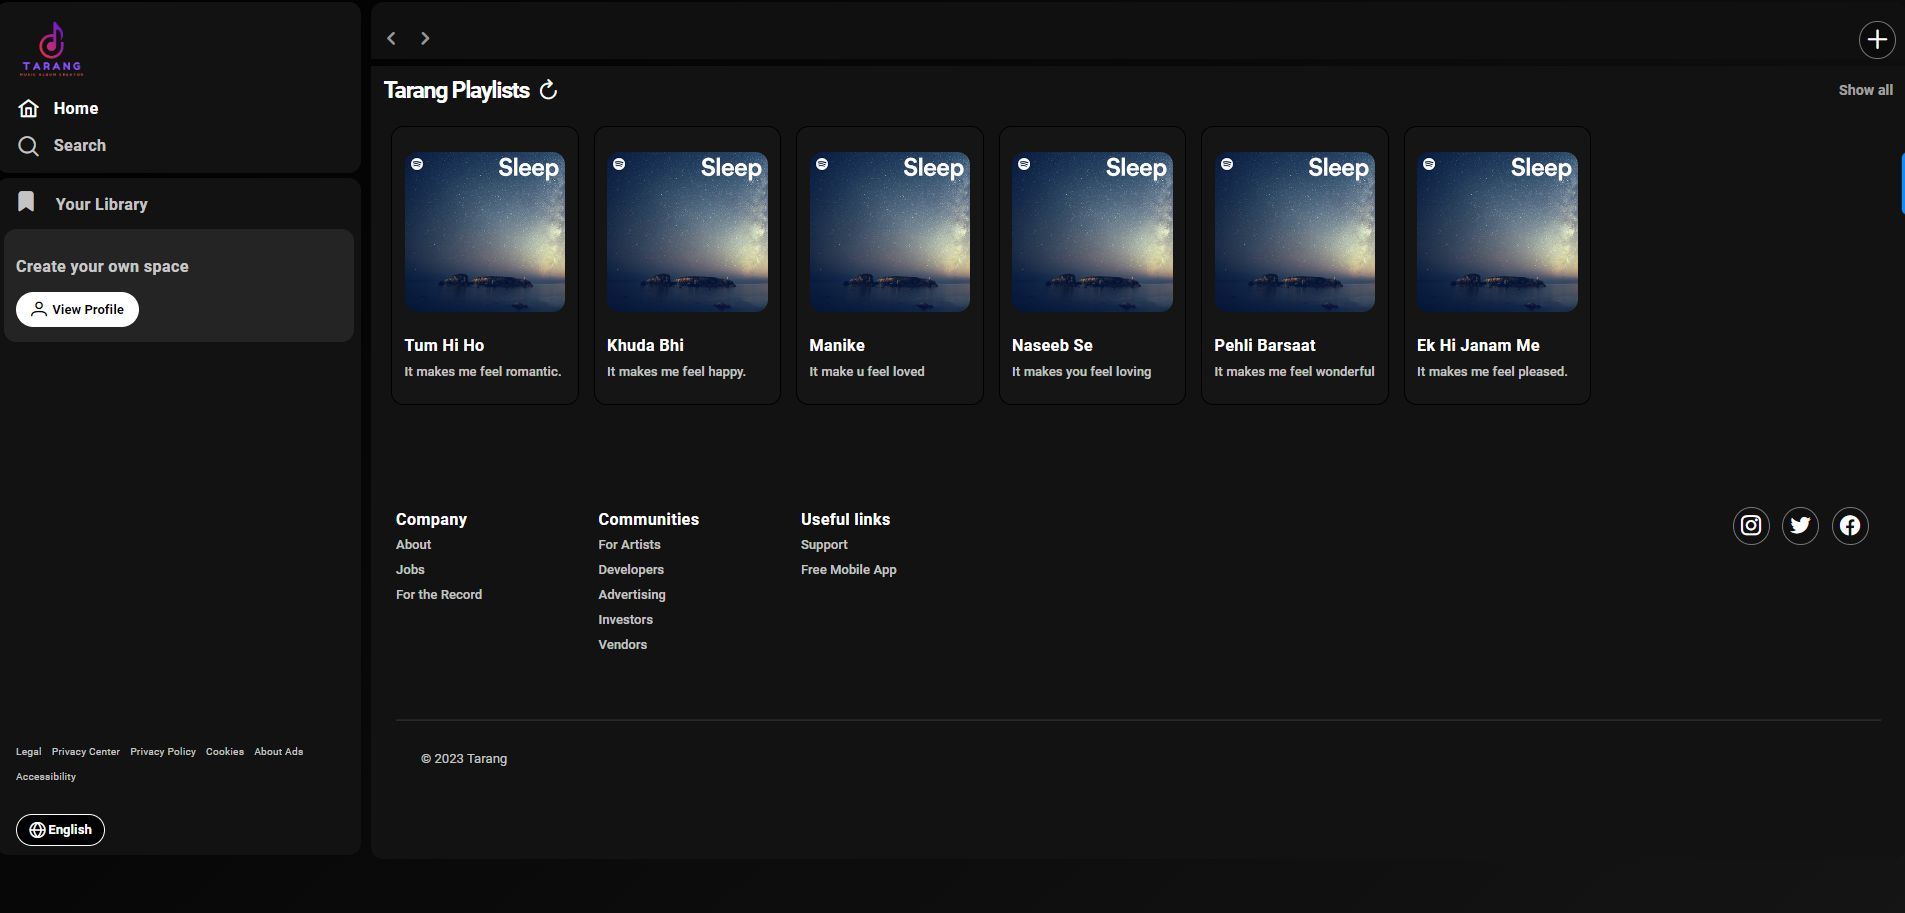 TARANG
MUSIC ALBUM CREATOR
Home
Search
Your Library
Create your own space
View Profile
Legal Privacy Center Privacy Policy Cookies About Ads
Accessibility
English
Tarang Playlists
Show all
Sleep Sleep Sleep Sleep Sleep Sleep
Tum Hi Ho
It makes me feel romantic.
Khuda Bhi
It makes me feel happy.
Manike
It make u feel loved
Naseeb Se
It makes you feel loving
Pehli Barsaat
It makes me feel wonderful
Ek Hi Janam Me
It makes me feel pleased.
Company
About
Jobs
For the Record
Communities
For Artists
Developers
Advertising
Investors
Vendors
Useful links
Support
Free Mobile App
© 2023 Tarang